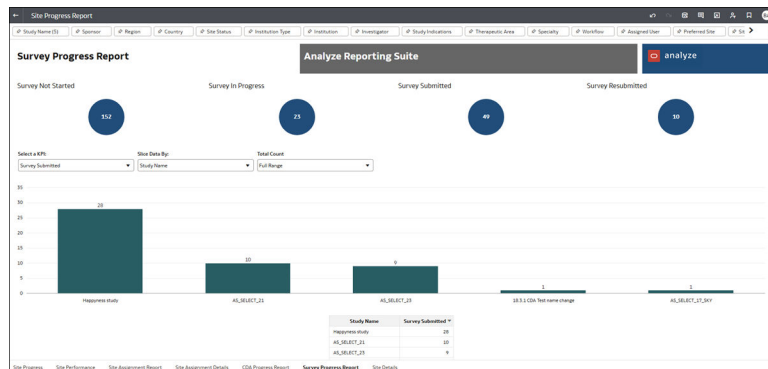 Site Progress Report
Study Name (5) Sponsor Region Country Site Status Institution Type Institution Investigator Study Indications Therapeutic Area Specialty Workflow Assigned User Preferred Site
Survey Progress Report
Analyze Reporting Suite
analyze
Survey Not Started Survey In Progress Survey Submitted Survey Resubmitted
152 23 49 10
Select a KPI: Slice Data By: Total Count
Survey Submitted Study Name Full Range
35
30
25
20
15
10
5
0
28 10 9 1 1
Happyness study AS_SELECT_21 AS_SELECT_23 18.3.1 CDA Test name change AS_SELECT_17_SKY
Study Name Survey Submitted
Happyness study 28
AS_SELECT_21 10
AS_SELECT_23 9
Site Progress Site Performance Site Assignment Report Site Assignment Details CDA Progress Report Survey Progress Report Site Details